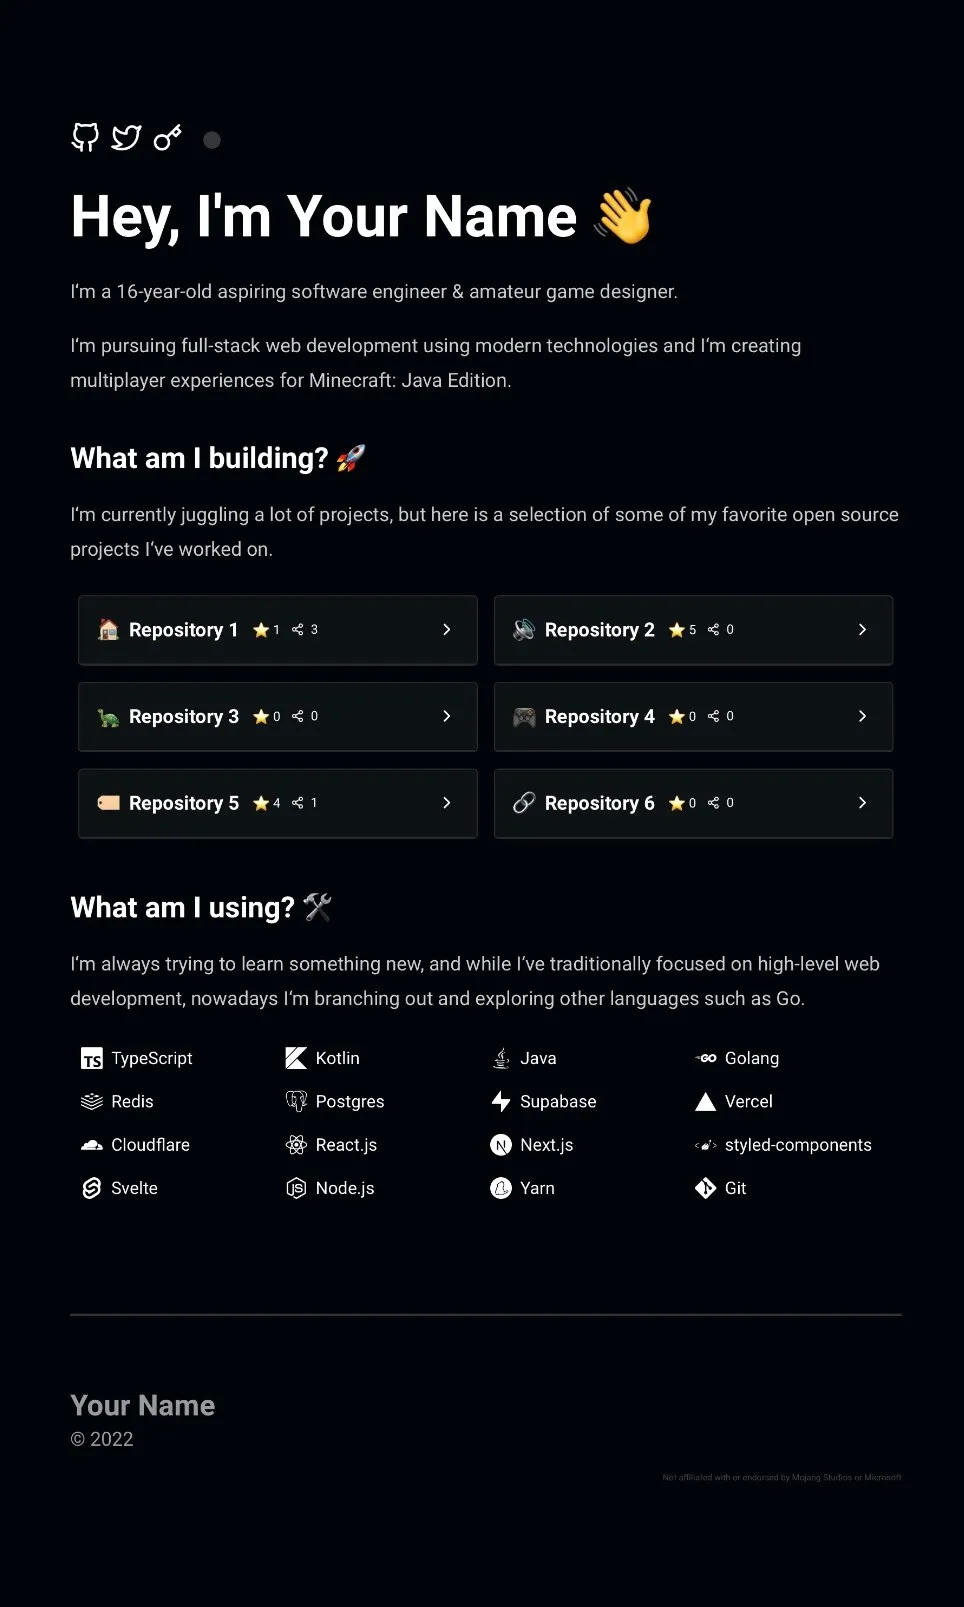 Hey, I'm Your Name 👋
I‘m a 16-year-old aspiring software engineer & amateur game designer.
I‘m pursuing full-stack web development using modern technologies and I‘m creating
multiplayer experiences for Minecraft: Java Edition.
What am I building? 🚀
I‘m currently juggling a lot of projects, but here is a selection of some of my favorite open source
projects I‘ve worked on.
🏠 Repository 1 ⭐ 1 3
🔊 Repository 2 ⭐ 5 0
🐢 Repository 3 ⭐ 0 0
🎮 Repository 4 ⭐ 0 0
🏷️ Repository 5 ⭐ 4 1
🔗 Repository 6 ⭐ 0 0
What am I using? 🛠️
I‘m always trying to learn something new, and while I’ve traditionally focused on high-level web
development, nowadays I‘m branching out and exploring other languages such as Go.
TS TypeScript
Kotlin
Java
GO Golang
Redis
Postgres
Supabase
Vercel
Cloudflare
React.js
N Next.js
styled-components
Svelte
JS Node.js
Yarn
Git
Your Name
© 2022
Not affiliated with or endorsed by Mojang Studios or Microsoft